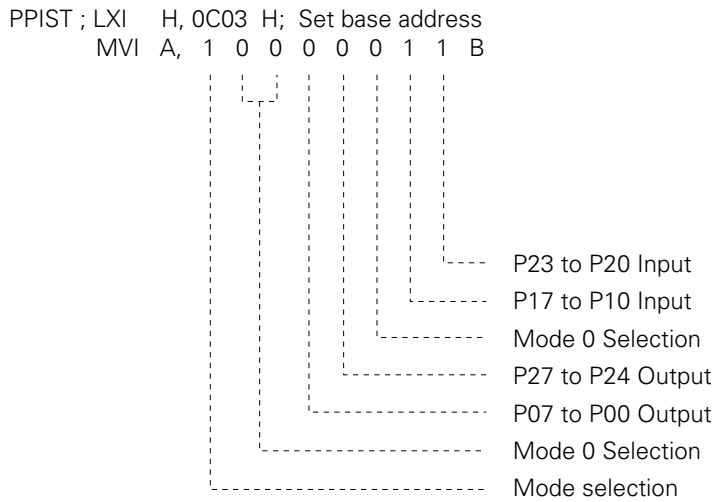 PPIST ; LXI H, 0C03 H; Set base address
MVI A, 1 0 0 0 0 0 1 1 B
P23 to P20 Input
P17 to P10 Input
Mode 0 Selection
P27 to P24 Output
P07 to P00 Output
Mode 0 Selection
Mode selection